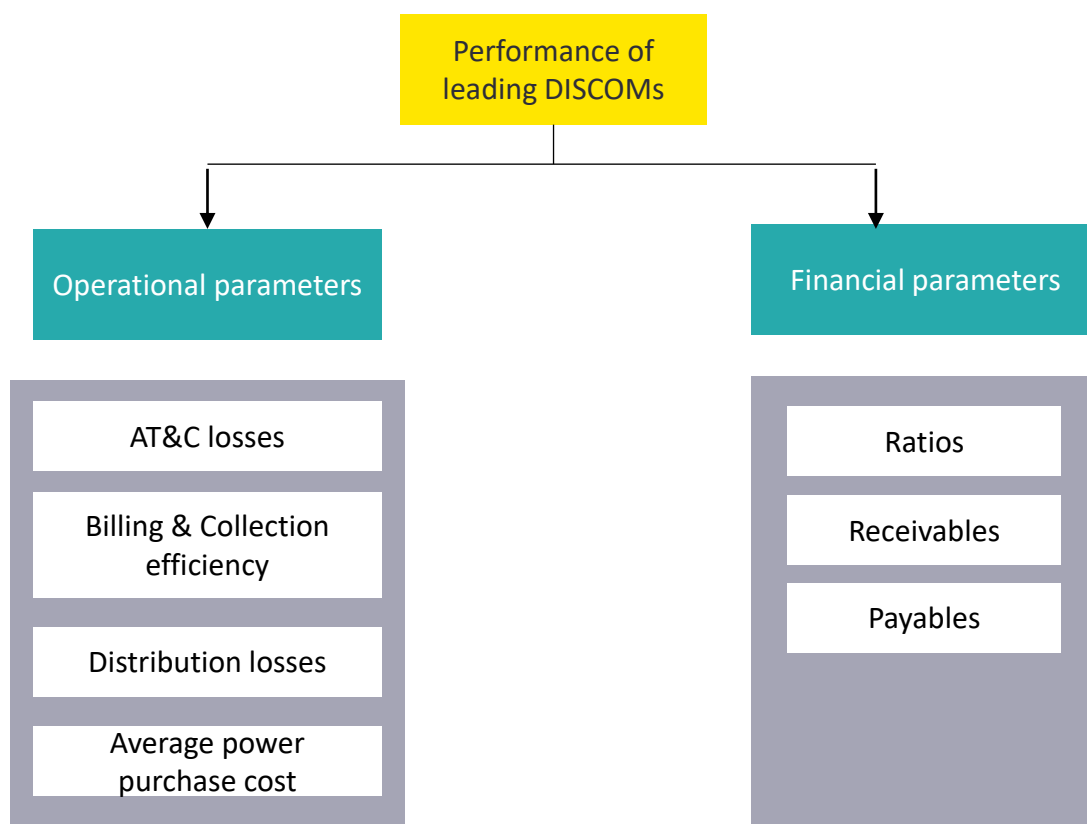 Performance of
leading DISCOMs
Operational parameters
Financial parameters
AT&C losses
Billing & Collection
efficiency
Distribution losses
Average power
purchase cost
Ratios
Receivables
Payables